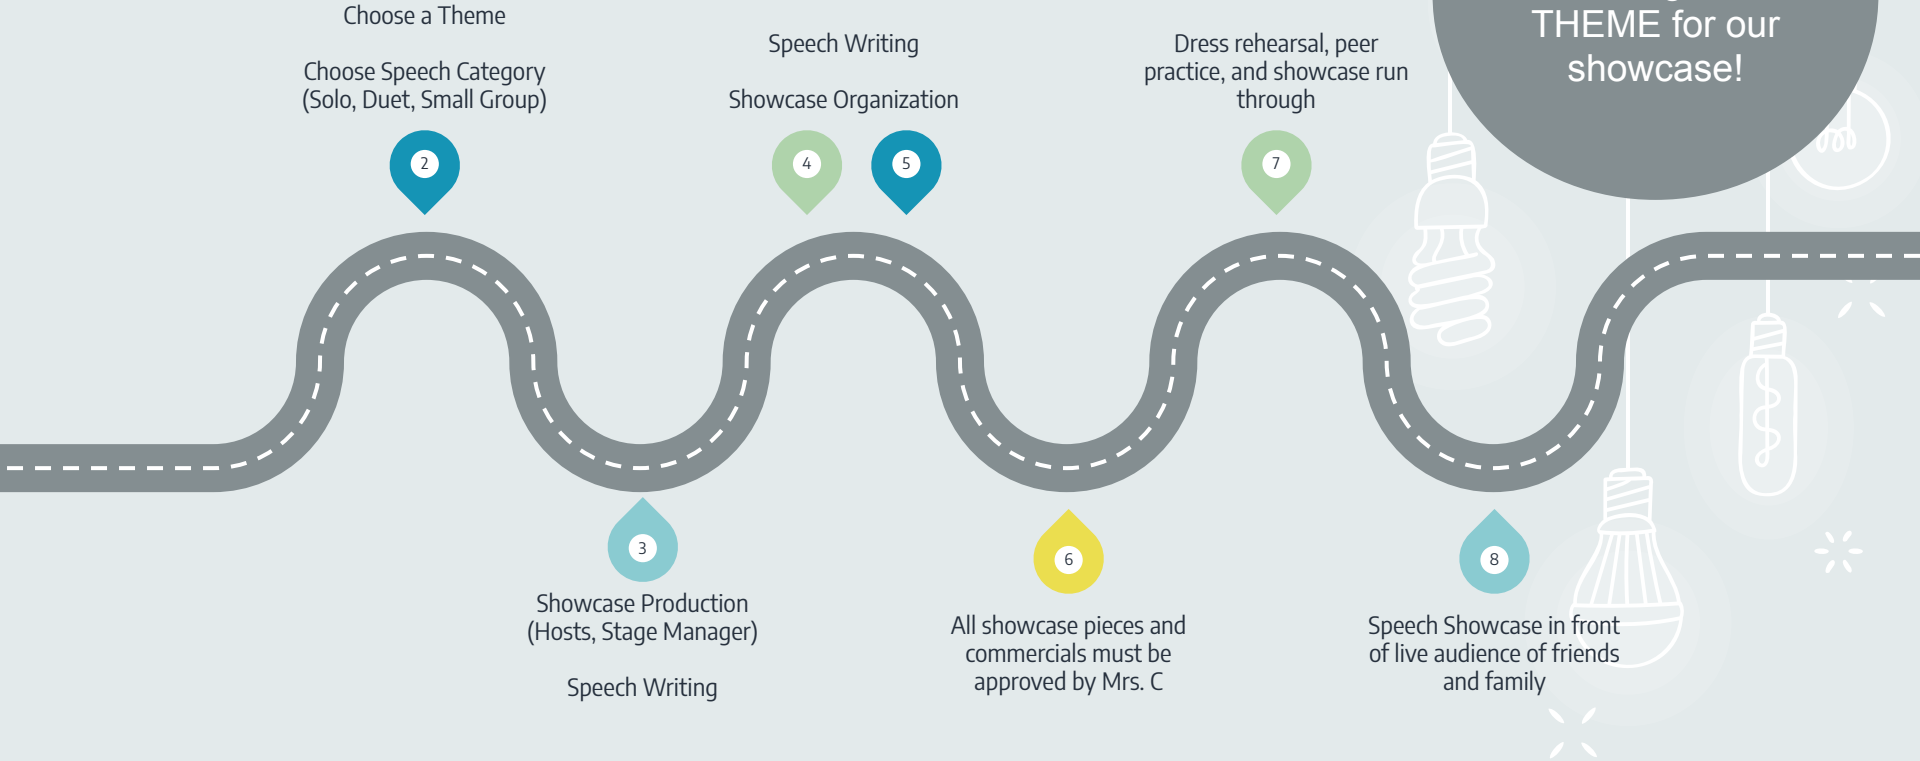 Choose a Theme
Choose Speech Category
(Solo, Duet, Small Group)
2
3
Showcase Production
(Hosts, Stage Manager)
Speech Writing
Speech Writing
Showcase Organization
4
5
6
All showcase pieces and
commercials must be
approved by Mrs. C
Dress rehearsal, peer
practice, and showcase run
through
7
8
Speech Showcase in front
of live audience of friends
and family
THEME for our
showcase!